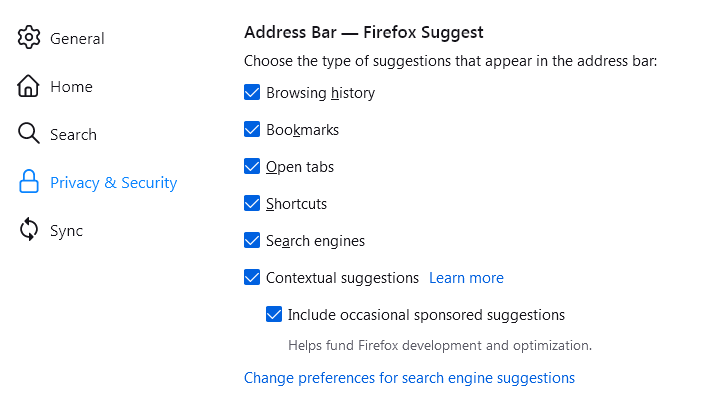 General
Home
Search
Privacy & Security
Sync
Address Bar — Firefox Suggest
Choose the type of suggestions that appear in the address bar:
Browsing history
Bookmarks
Open tabs
Shortcuts
Search engines
Contextual suggestions Learn more
Include occasional sponsored suggestions
Helps fund Firefox development and optimization.
Change preferences for search engine suggestions